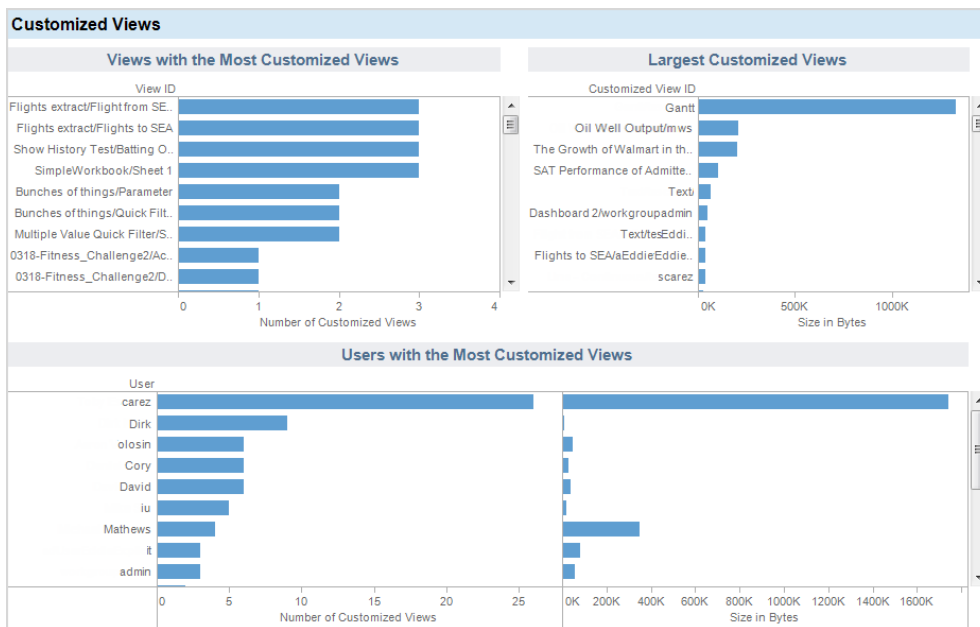 Customized Views
Views with the Most Customized Views
View ID
Flights extract/Flight from SE..
Flights extract/Flights to SEA
Show History Test/Batting O..
SimpleWorkbook/Sheet 1
Bunches of things/Parameter
Bunches of things/Quick Filt..
Multiple Value Quick Filter/S..
0318-Fitness_Challenge2/Ac..
0318-Fitness_Challenge2/D..
0 1 2 3 4
Number of Customized Views
Largest Customized Views
Customized View ID
Gantt
Oil Well Output/mws
The Growth of Walmart in th..
SAT Performance of Admitte..
Text/
Dashboard 2/workgroupadmin
Text/tesEddi..
Flights to SEA/aEddieEddie..
scarez
0K 500K 1000K
Size in Bytes
Users with the Most Customized Views
User
carez
Dirk
olosin
Cory
David
iu
Mathews
it
admin
0 5 10 15 20 25
Number of Customized Views
0K 200K 400K 600K 800K 1000K 1200K 1400K 1600K
Size in Bytes